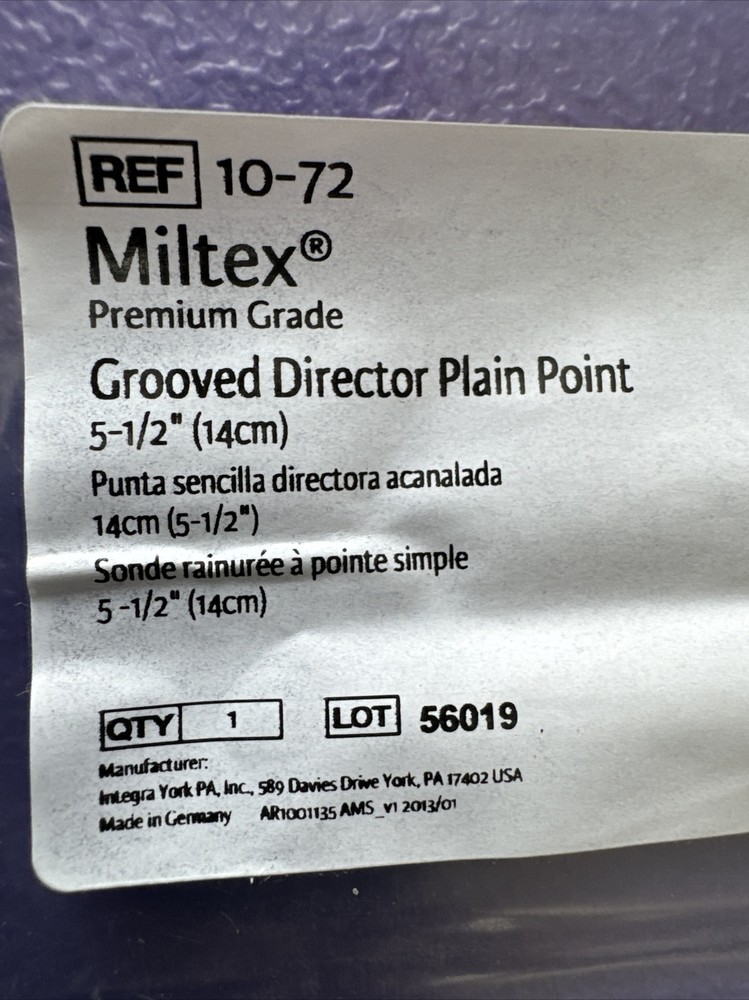 REF 10-72
Miltex®
Premium Grade
Grooved Director Plain Point
5-1/2" (14cm)
Punta sencilla directora acanalada
14cm (5-1/2")
Sonde rainurée à pointe simple
5 -1/2" (14cm)
QTY 1 LOT 56019
Manufacturer:
Integra York PA, Inc., 589 Davies Drive York, PA 17402 USA
Made in Germany AR1001135 AMS_v1 2013/01